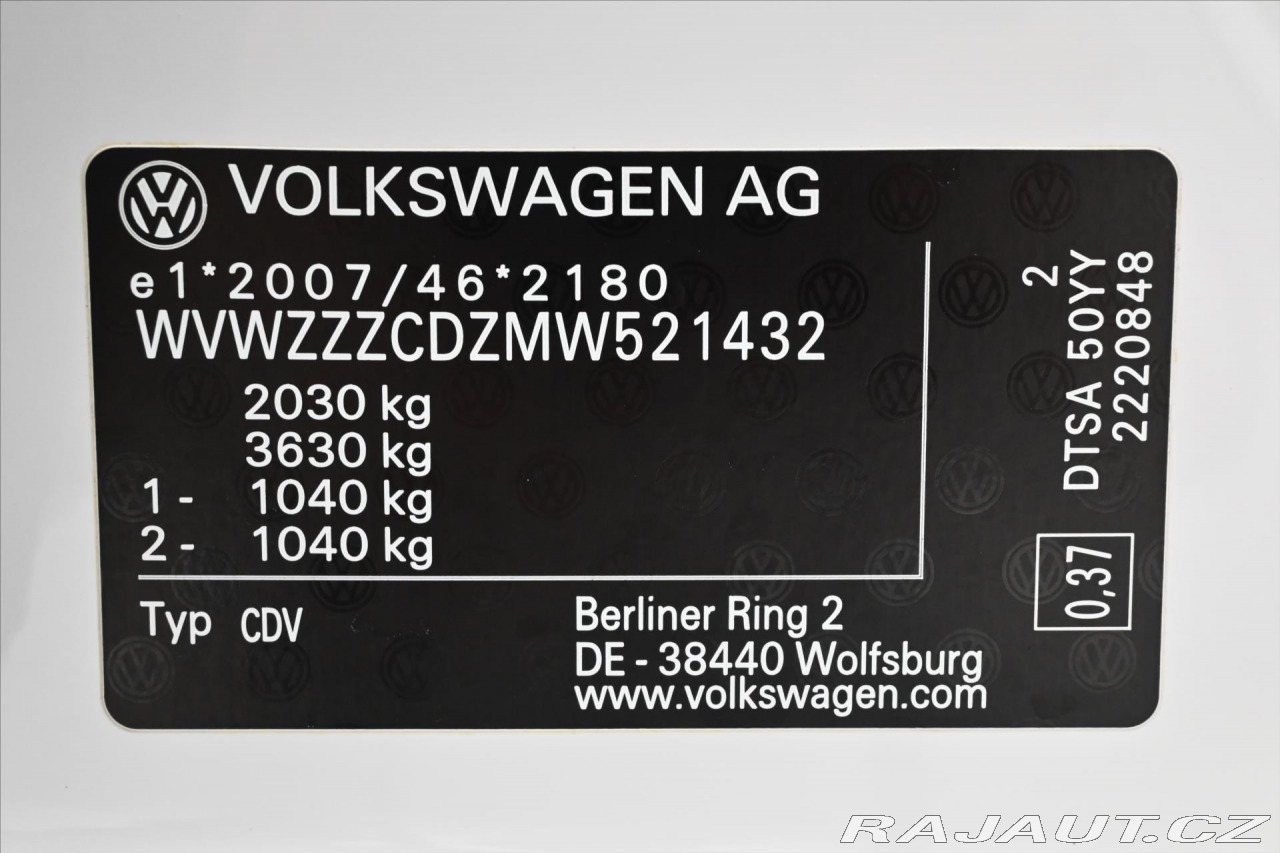 VOLKSWAGEN AG
e1*2007/46*2180
WVWZZZCDZMW521432
2030 kg
3630 kg
1- 1040 kg
2- 1040 kg
Typ CDV
Berliner Ring 2
DE - 38440 Wolfsburg
www.volkswagen.com
2
DTSA 50YY
2220848
0,37
RAJAUT.CZ